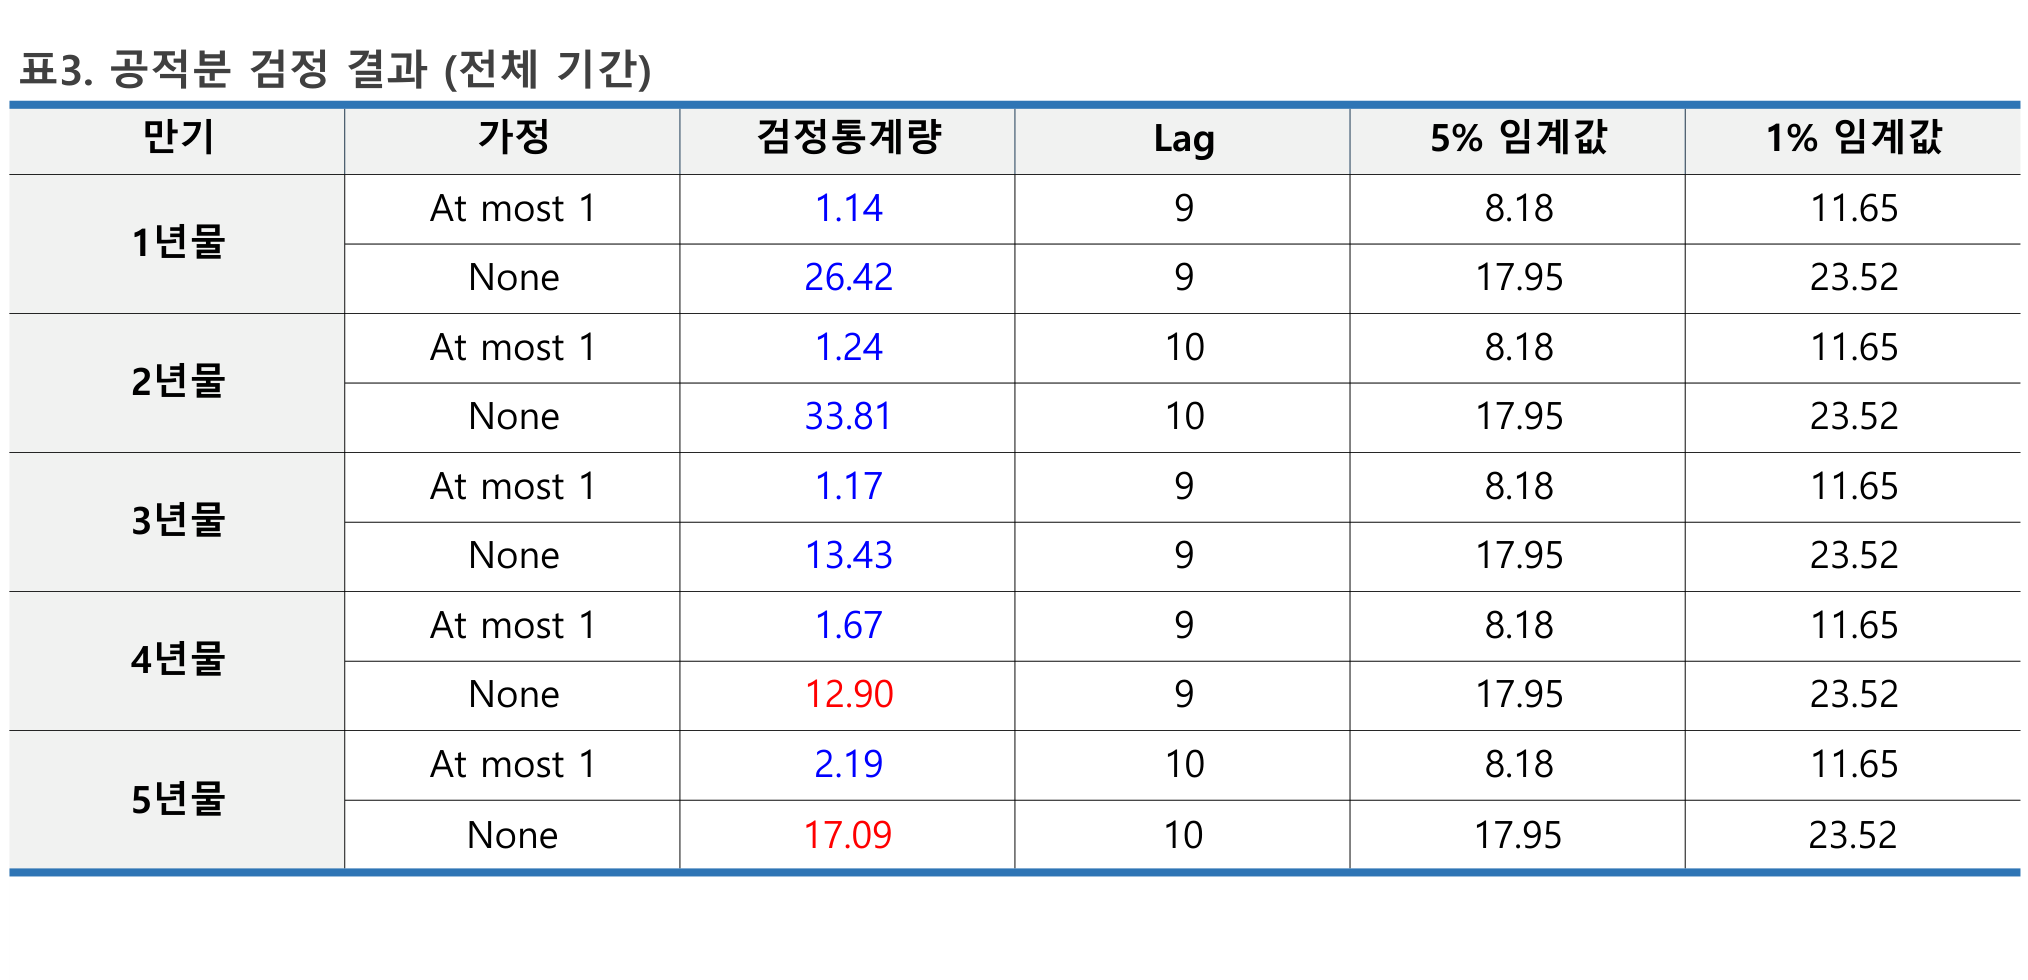 표3. 공적분 검정 결과 (전체 기간)
만기 가정 검정통계량 Lag 5% 임계값 1% 임계값
1년물 At most 1 1.14 9 8.18 11.65
None 26.42 9 17.95 23.52
2년물 At most 1 1.24 10 8.18 11.65
None 33.81 10 17.95 23.52
3년물 At most 1 1.17 9 8.18 11.65
None 13.43 9 17.95 23.52
4년물 At most 1 1.67 9 8.18 11.65
None 12.90 9 17.95 23.52
5년물 At most 1 2.19 10 8.18 11.65
None 17.09 10 17.95 23.52